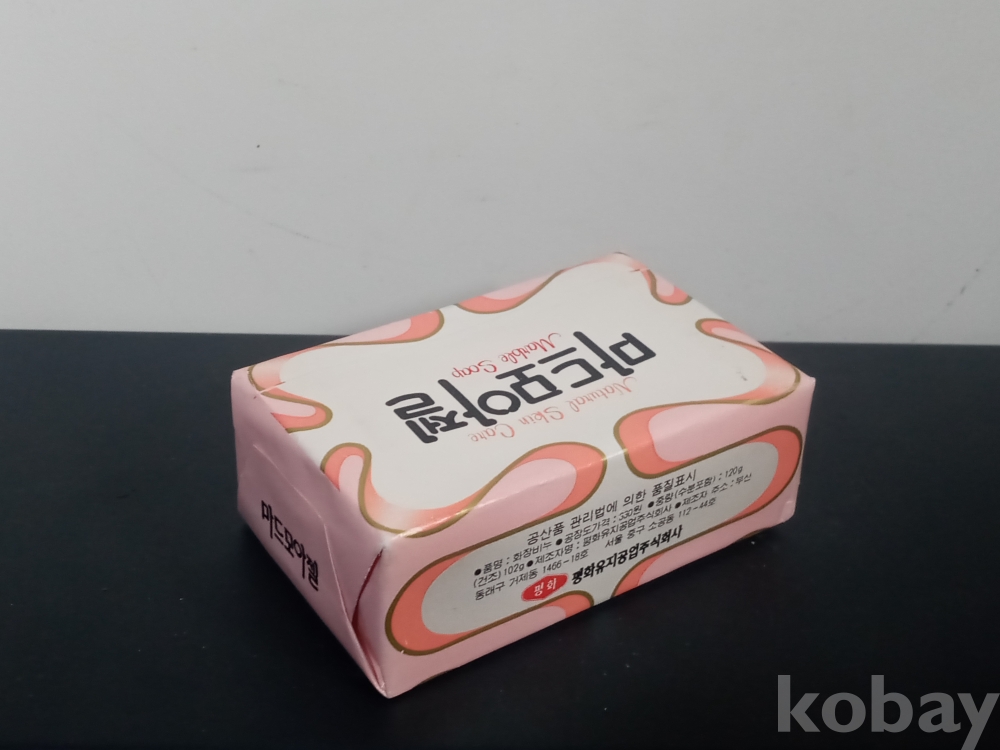 Natural Skin Care
마드모아젤
Marble Soap
마드모아젤
공산품 관리법에 의한 품질표시
●품명 : 화장비누 ●공장도가격 : 330원 ●중량(수분포함) : 120g
(건조)102g ●제조자명 : 평화유지공업주식회사 ●제조자 주소 : 부산
동래구 거제동 1466-18호 서울 중구 소공동 112-44호
평화 평화유지공업주식회사
kobay